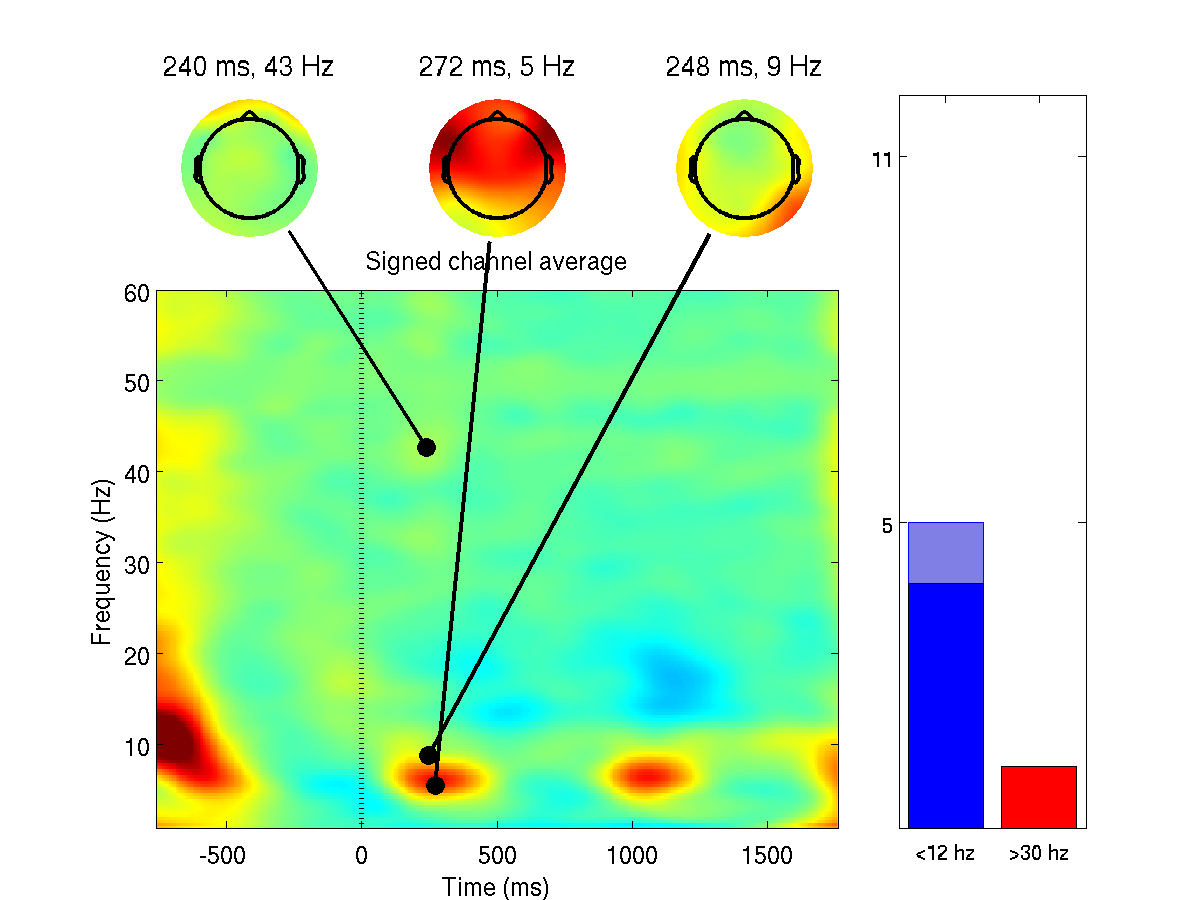 240 ms, 43 Hz
272 ms, 5 Hz
248 ms, 9 Hz
Signed channel average
60
50
40
30
20
10
Frequency (Hz)
-500
0
500
1000
1500
Time (ms)
11
5
<12 hz
>30 hz